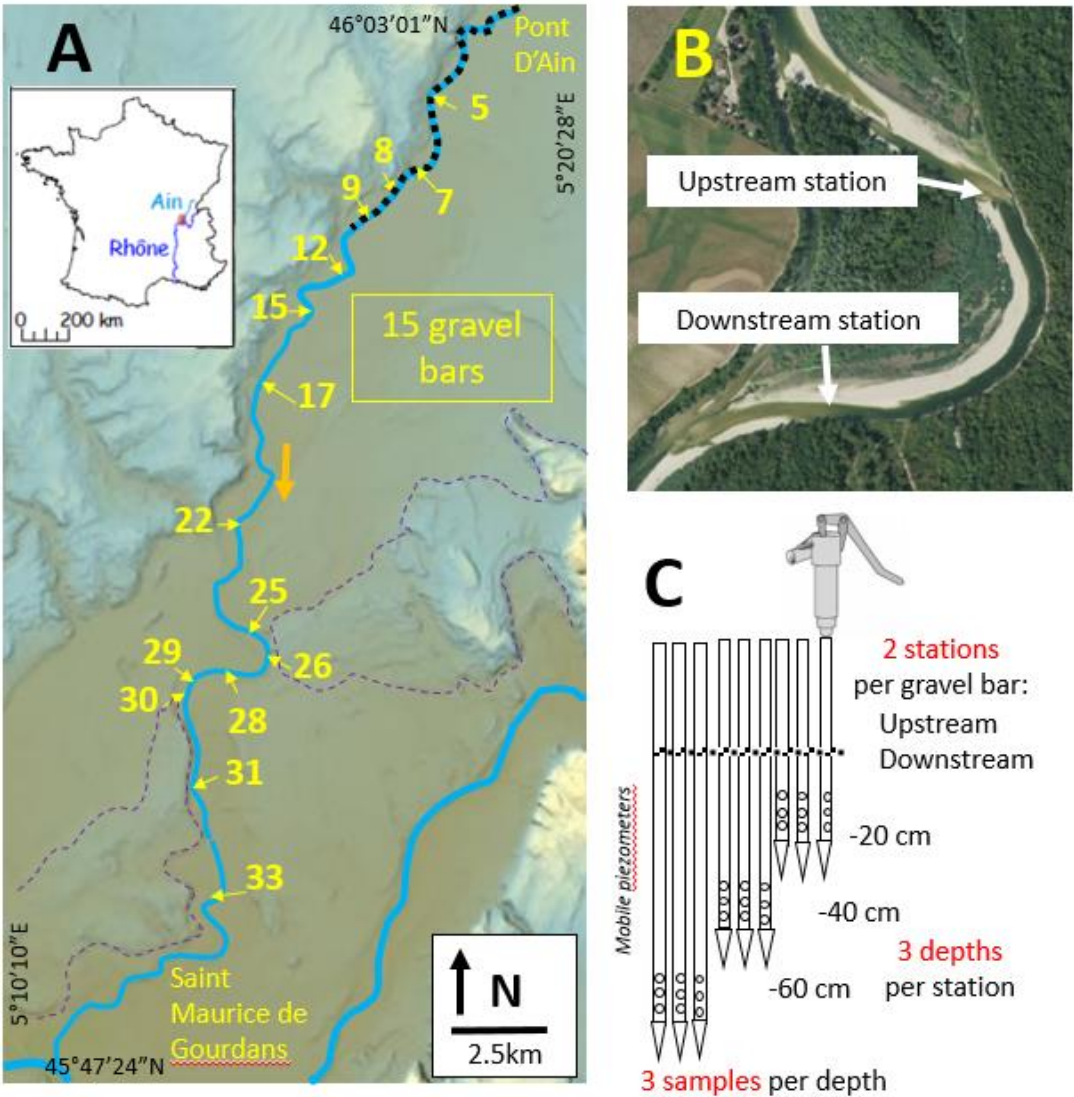 A
46°03'01"N
Pont
D'Ain
5°20'28"E
Ain
Rhône
0 200 km
5
8
7
9
12
15
15 gravel
bars
17
22
25
26
29
28
30
31
33
5°10'10"E
Saint
Maurice de
Gourdans
45°47'24"N
N
2.5km
B
Upstream station
Downstream station
C
2 stations
per gravel bar:
Upstream
Downstream
Mobile piezometers
-20 cm
-40 cm
-60 cm
3 depths
per station
3 samples per depth